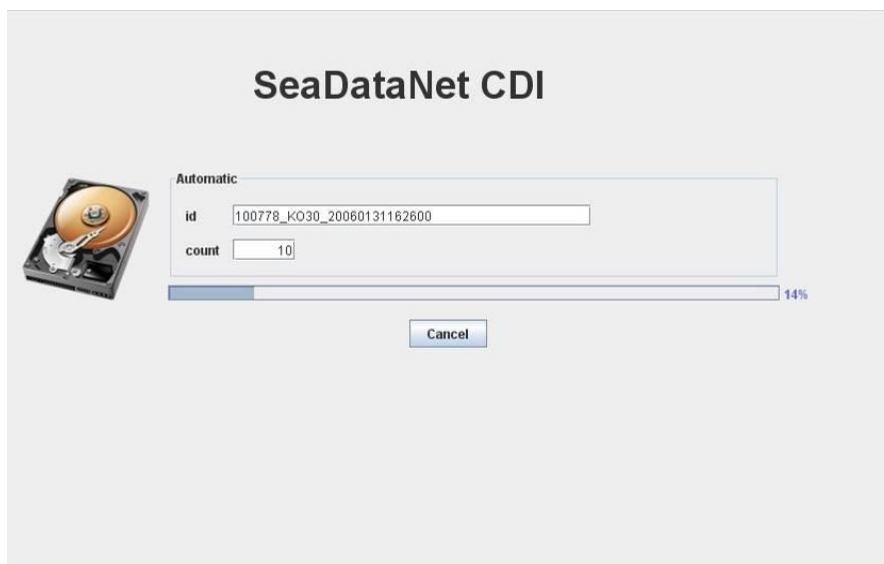 SeaDataNet CDI
Automatic
id 100778_KO30_20060131162600
count 10
14%
Cancel